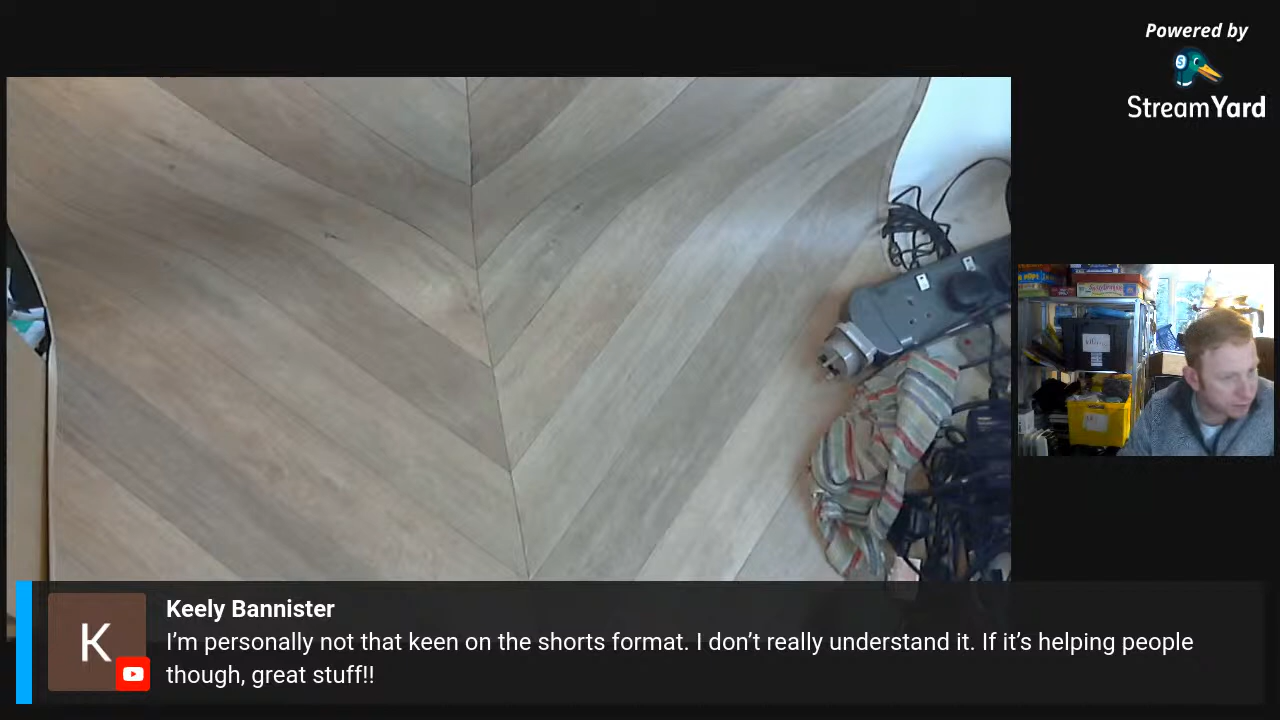 Powered by
StreamYard
Keely Bannister
I’m personally not that keen on the shorts format. I don’t really understand it. If it’s helping people
though, great stuff!!
K